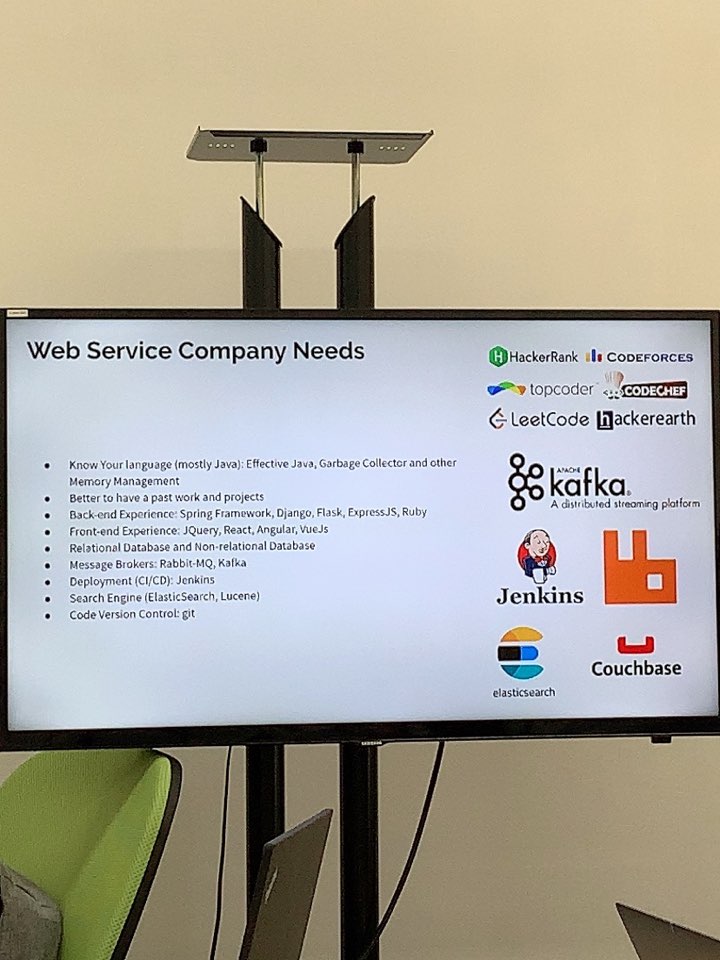 Web Service Company Needs
HackerRank
CODEFORCES
topcoder
CODECHEF
LeetCode
hackerearth
• Know Your language (mostly Java): Effective Java, Garbage Collector and other
Memory Management
• Better to have a past work and projects
• Back-end Experience: Spring Framework, Django, Flask, ExpressJS, Ruby
• Front-end Experience: JQuery, React, Angular, VueJs
• Relational Database and Non-relational Database
• Message Brokers: Rabbit-MQ, Kafka
• Deployment (CI/CD): Jenkins
• Search Engine (ElasticSearch, Lucene)
• Code Version Control: git
APACHE
kafka®
A distributed streaming platform
Jenkins
elasticsearch
Couchbase